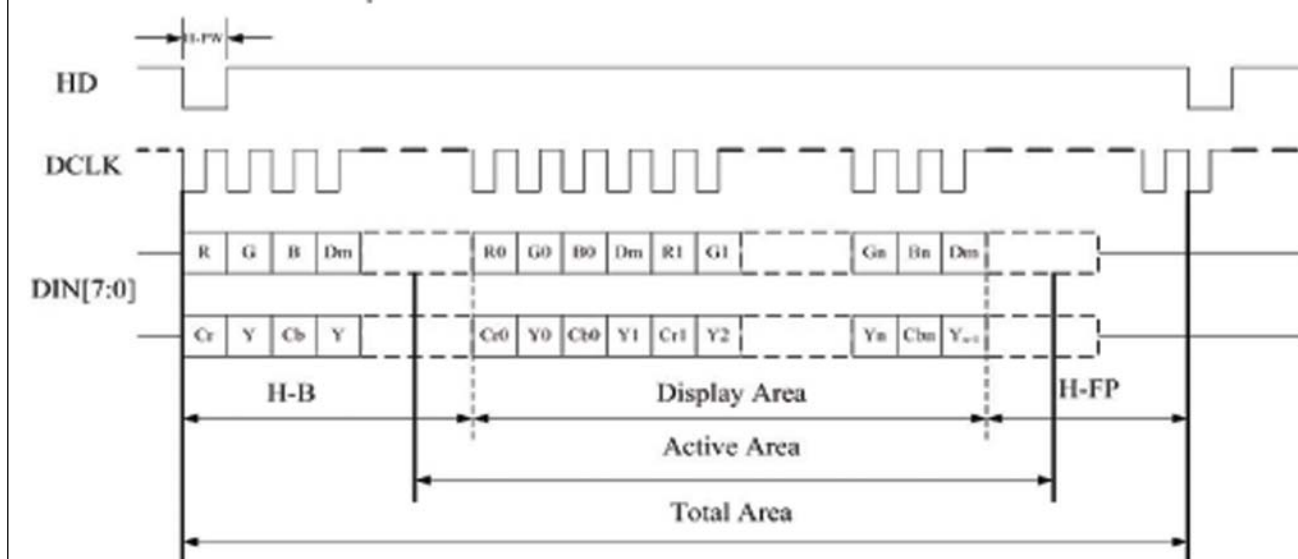 H-PW
HD
DCLK
DIN[7:0]
R G B Dm R0 G0 B0 Dm R1 G1 Gn Bn Dm
Cr Y Cb Y Cr0 Y0 Cb0 Y1 Cr1 Y2 Yn Cbn
H-B Display Area H-FP
Active Area
Total Area